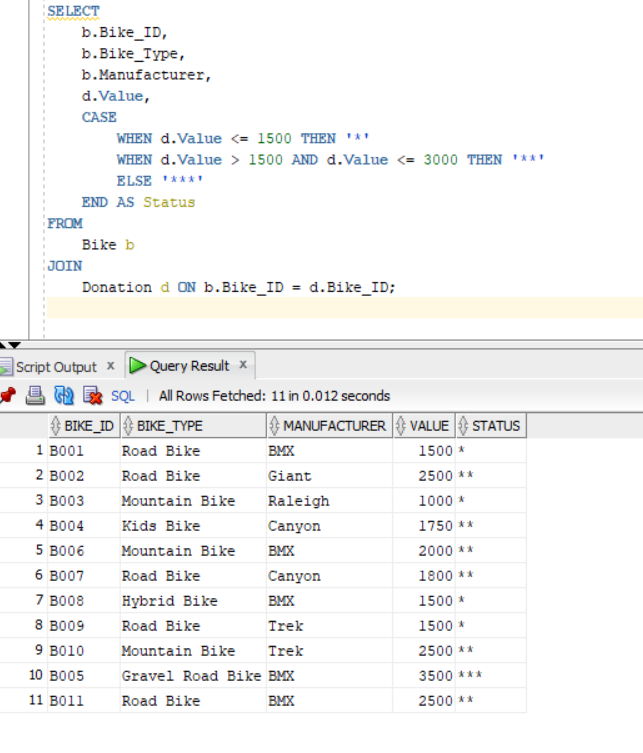 SELECT
b.Bike_ID,
b.Bike_Type,
b.Manufacturer,
d.Value,
CASE
WHEN d.Value <= 1500 THEN '*'
WHEN d.Value > 1500 AND d.Value <= 3000 THEN '**'
ELSE '***'
END AS Status
FROM
Bike b
JOIN
Donation d ON b.Bike_ID = d.Bike_ID;
Script Output x Query Result x
SQL | All Rows Fetched: 11 in 0.012 seconds
BIKE_ID BIKE_TYPE MANUFACTURER VALUE STATUS
1 B001 Road Bike BMX 1500 *
2 B002 Road Bike Giant 2500 **
3 B003 Mountain Bike Raleigh 1000 *
4 B004 Kids Bike Canyon 1750 **
5 B006 Mountain Bike BMX 2000 **
6 B007 Road Bike Canyon 1800 **
7 B008 Hybrid Bike BMX 1500 *
8 B009 Road Bike Trek 1500 *
9 B010 Mountain Bike Trek 2500 **
10 B005 Gravel Road Bike BMX 3500 ***
11 B011 Road Bike BMX 2500 **